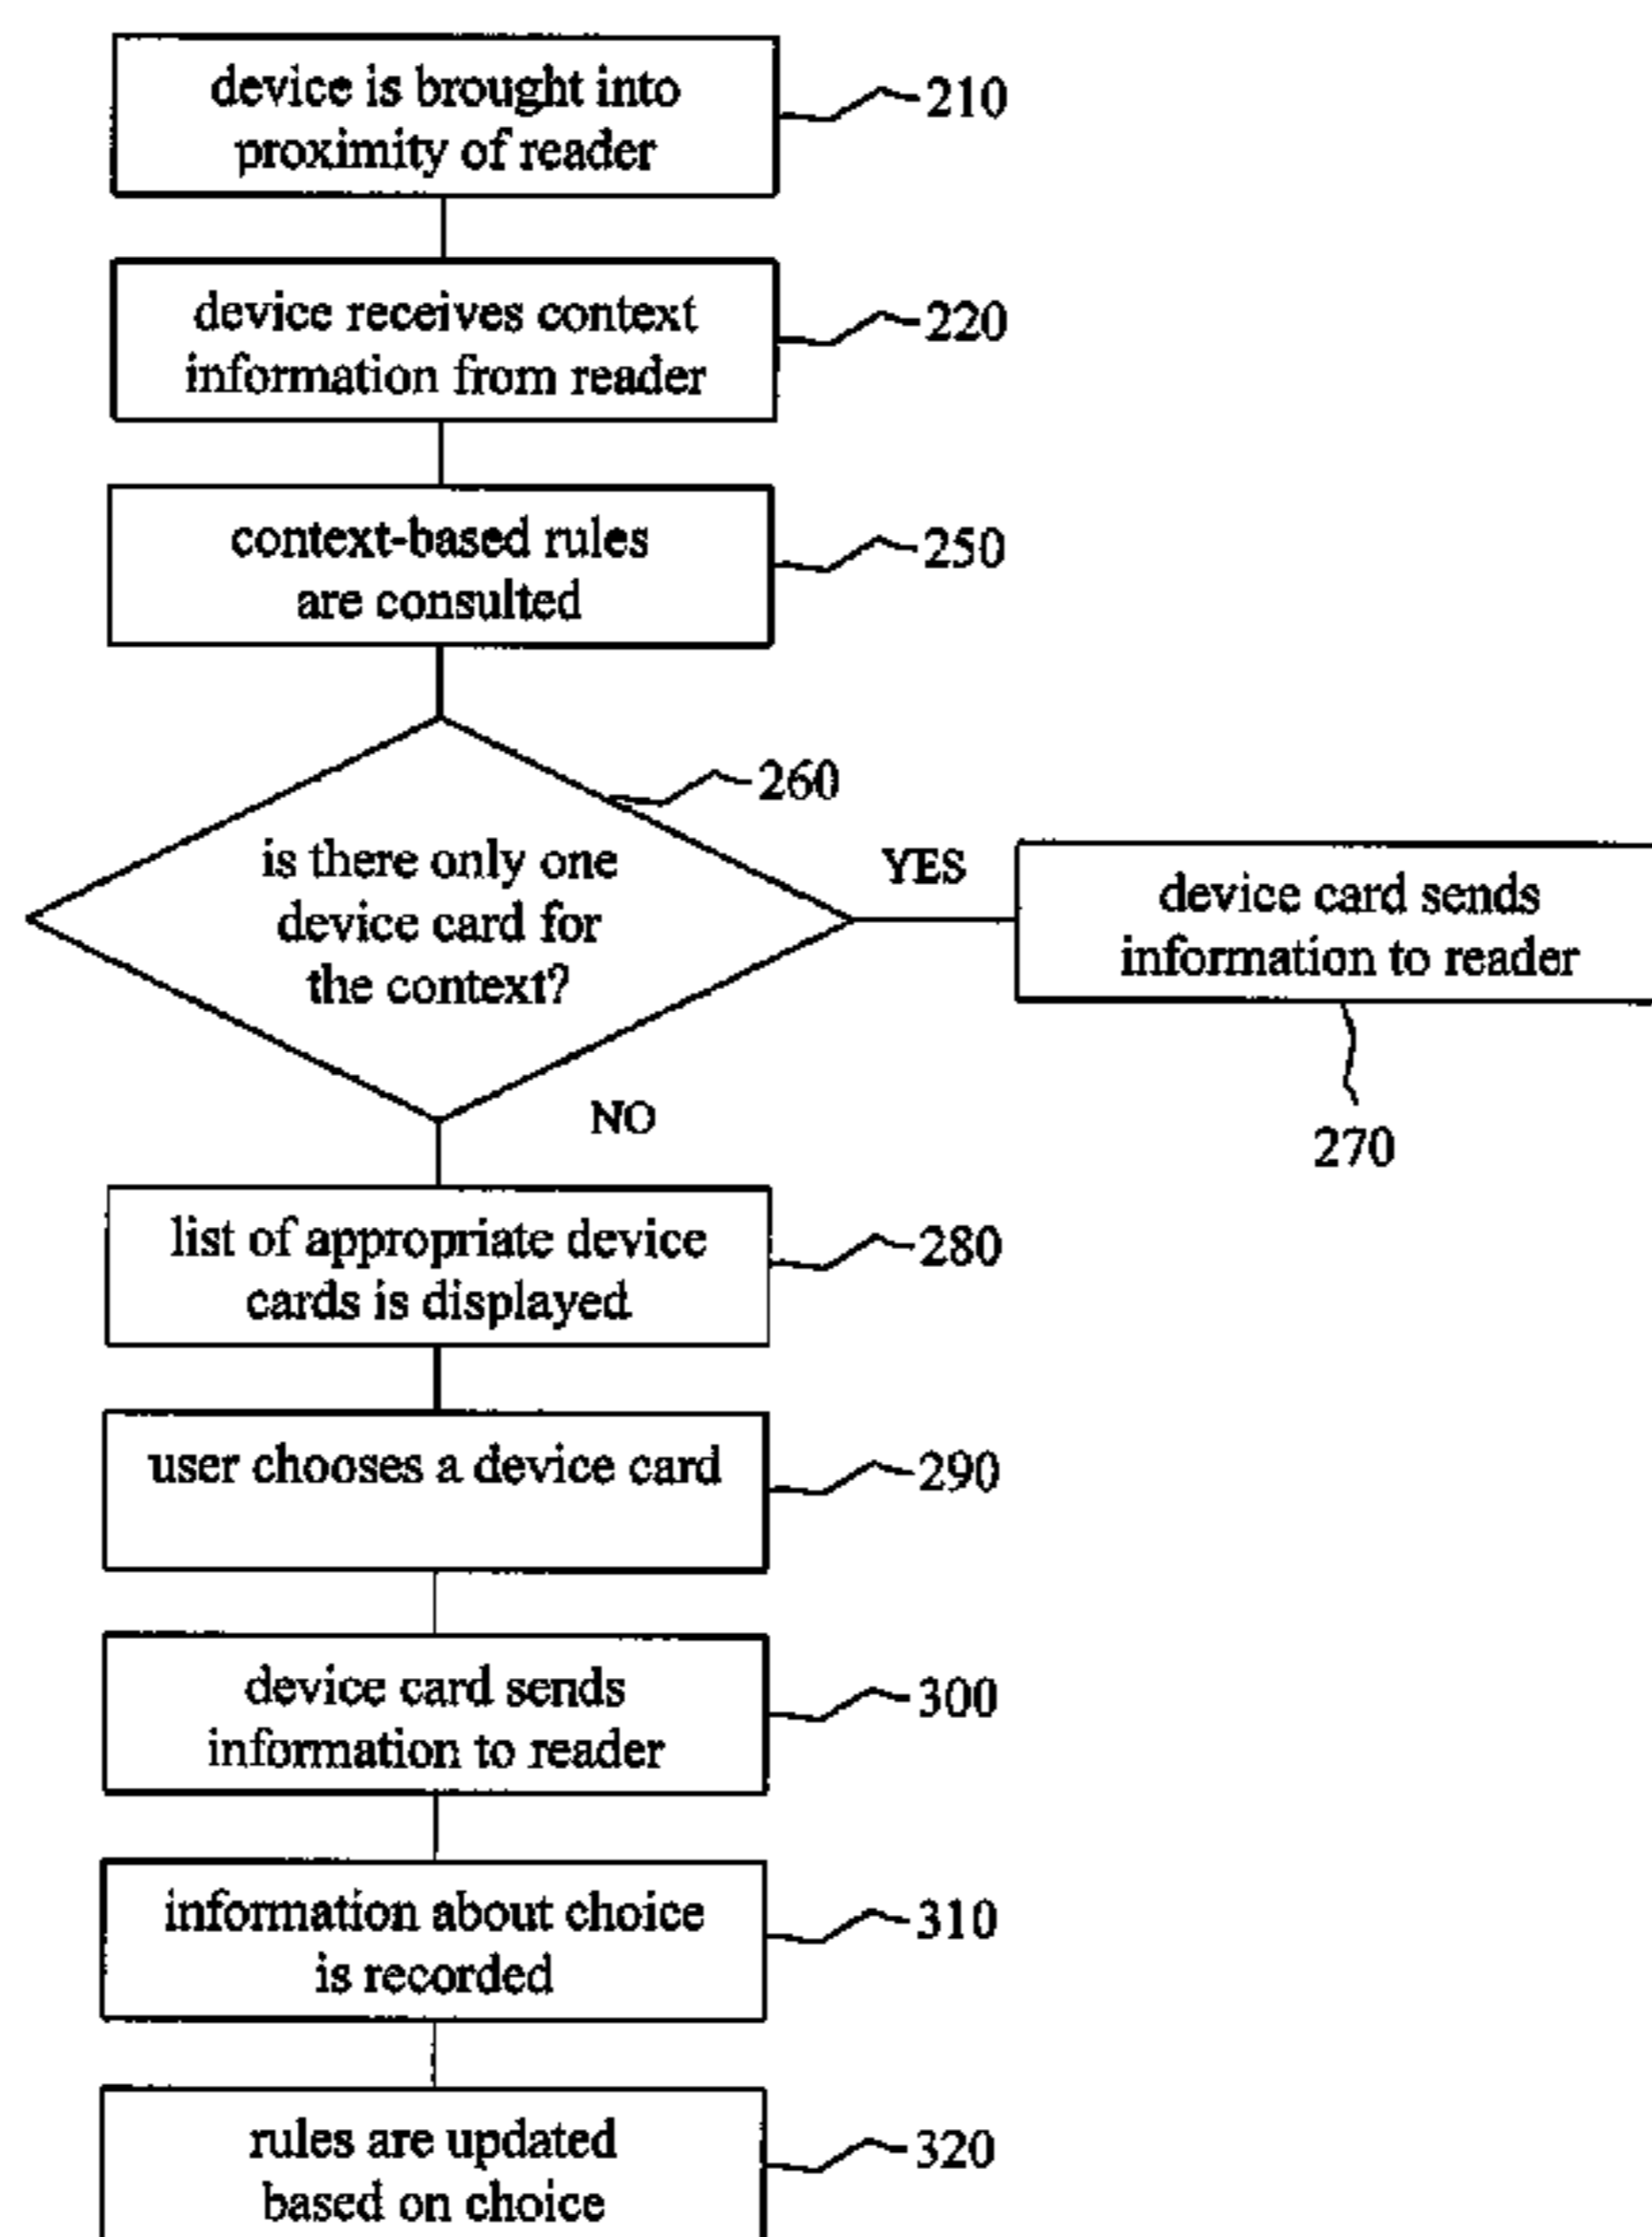 device is brought into
proximity of reader
210
device receives context
information from reader
220
context-based rules
are consulted
250
260
is there only one
device card for
the context?
YES
device card sends
information to reader
270
NO
list of appropriate device
cards is displayed
280
user chooses a device card
290
device card sends
information to reader
300
information about choice
is recorded
310
rules are updated
based on choice
320